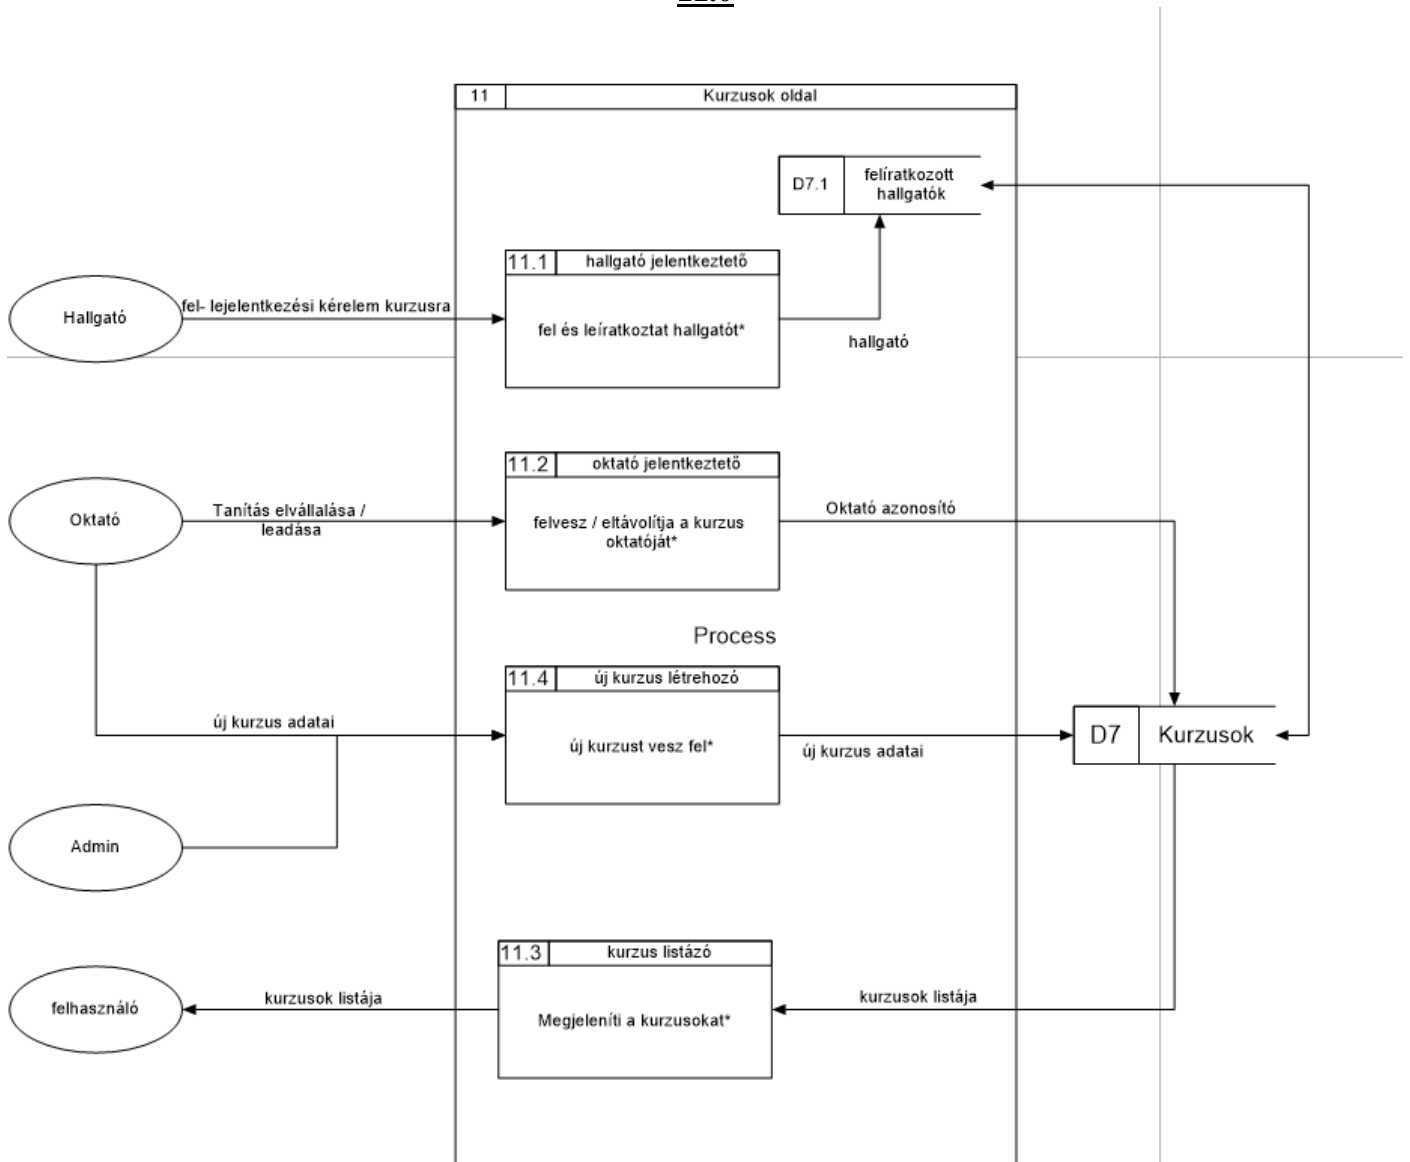 11
Kurzusok oldal
D7.1
felíratkozott
hallgatók
11.1
hallgató jelentkeztető
Hallgató
fel- lejelentkezési kérelem kurzusra
fel és leíratkoztat hallgatót*
hallgató
11.2
oktató jelentkeztető
Oktató
Tanítás elvállalása /
leadása
felvesz / eltávolítja a kurzus
oktatóját*
Oktató azonosító
Process
11.4
új kurzus létrehozó
új kurzus adatai
új kurzust vesz fel*
új kurzus adatai
D7
Kurzusok
Admin
11.3
kurzus listázó
felhasználó
kurzusok listája
Megjeleníti a kurzusokat*
kurzusok listája